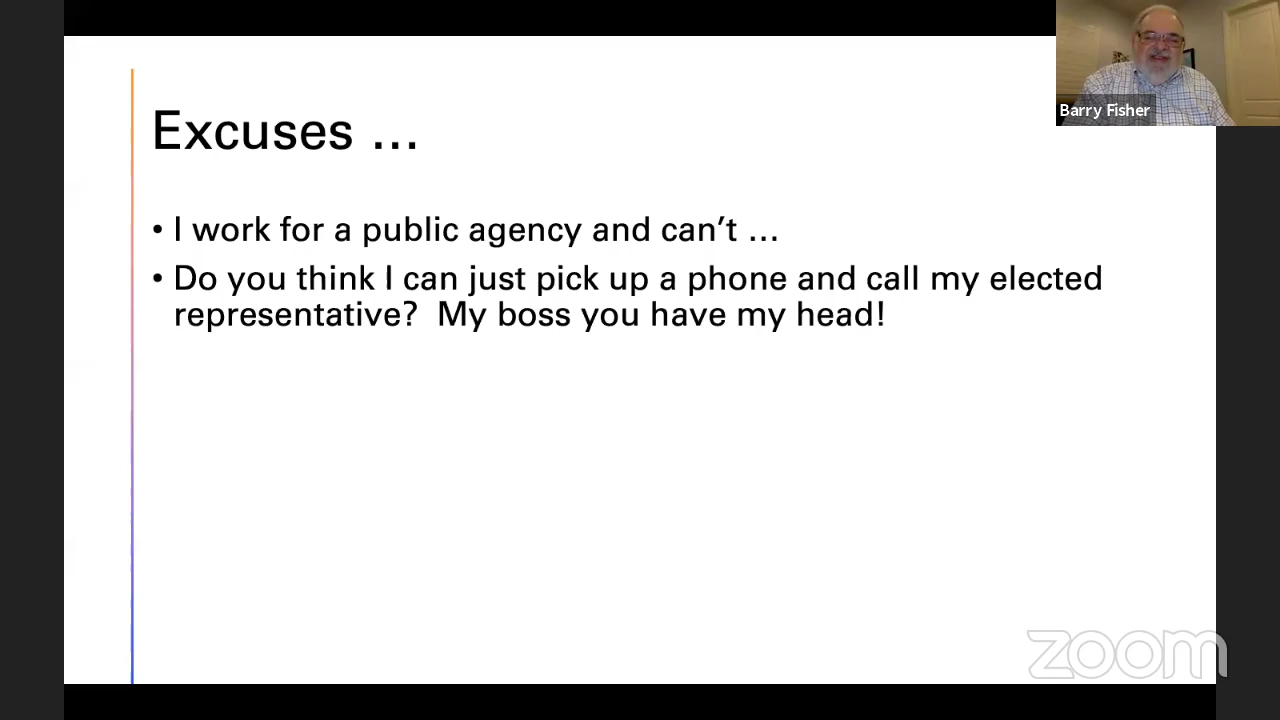 Barry Fisher
Excuses …
• I work for a public agency and can’t …
• Do you think I can just pick up a phone and call my elected
representative?  My boss you have my head!
zoom